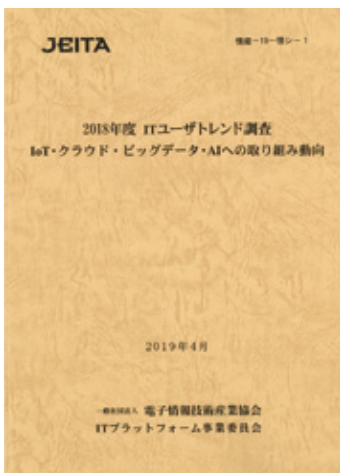 JEITA
情産－19－情シ－1
2018年度 ITユーザトレンド調査
IoT・クラウド・ビッグデータ・AIへの取り組み動向
2019年4月
一般社団法人 電子情報技術産業協会
ITプラットフォーム事業委員会